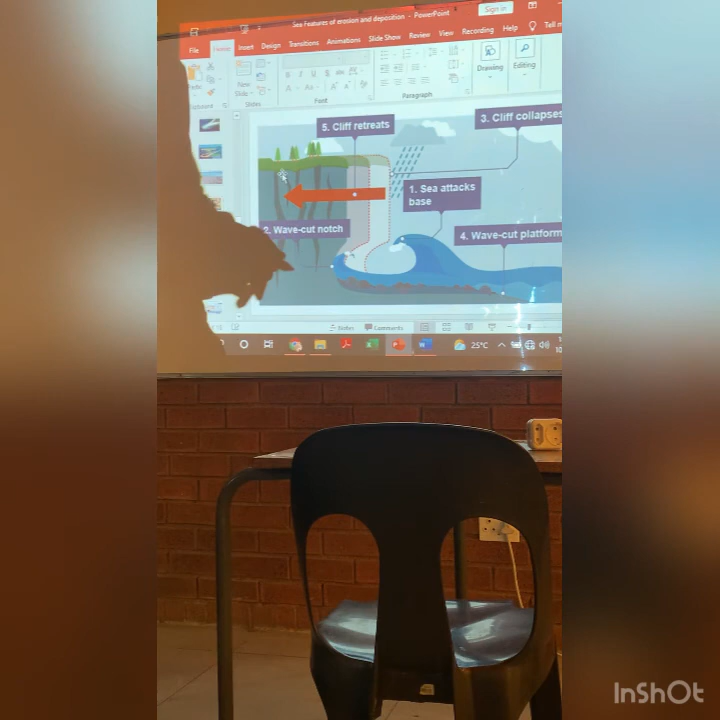 Sea Features of erosion and deposition - PowerPoint
Sign in
File Home Insert Design Transitions Animations Slide Show Review View Recording Help Tell m
New
Slide
Drawing
Editing
Slides
Font
Paragraph
5. Cliff retreats
3. Cliff collapses
1. Sea attacks
base
2. Wave-cut notch
4. Wave-cut platform
Notes Comments
25°C
InShOt